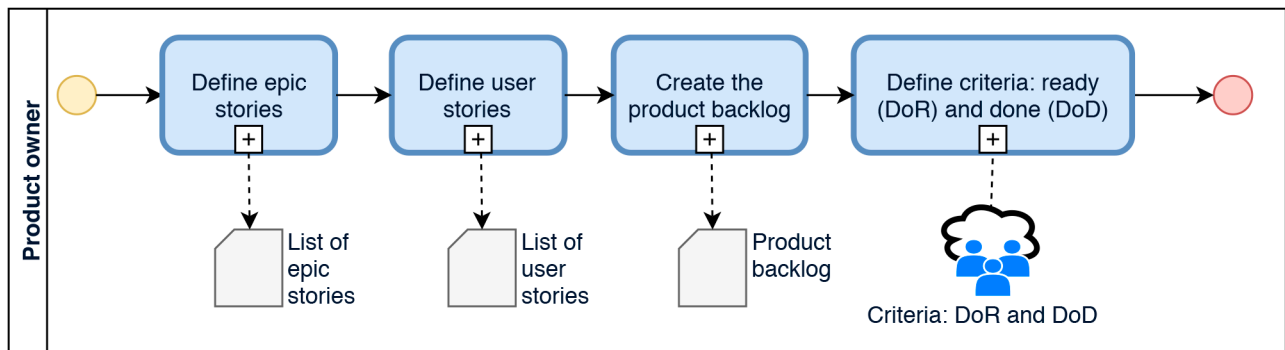 Product owner
Define epic
stories
+
Define user
stories
+
Create the
product backlog
+
Define criteria: ready
(DoR) and done (DoD)
+
List of
epic
stories
List of
user
stories
Product
backlog
Criteria: DoR and DoD